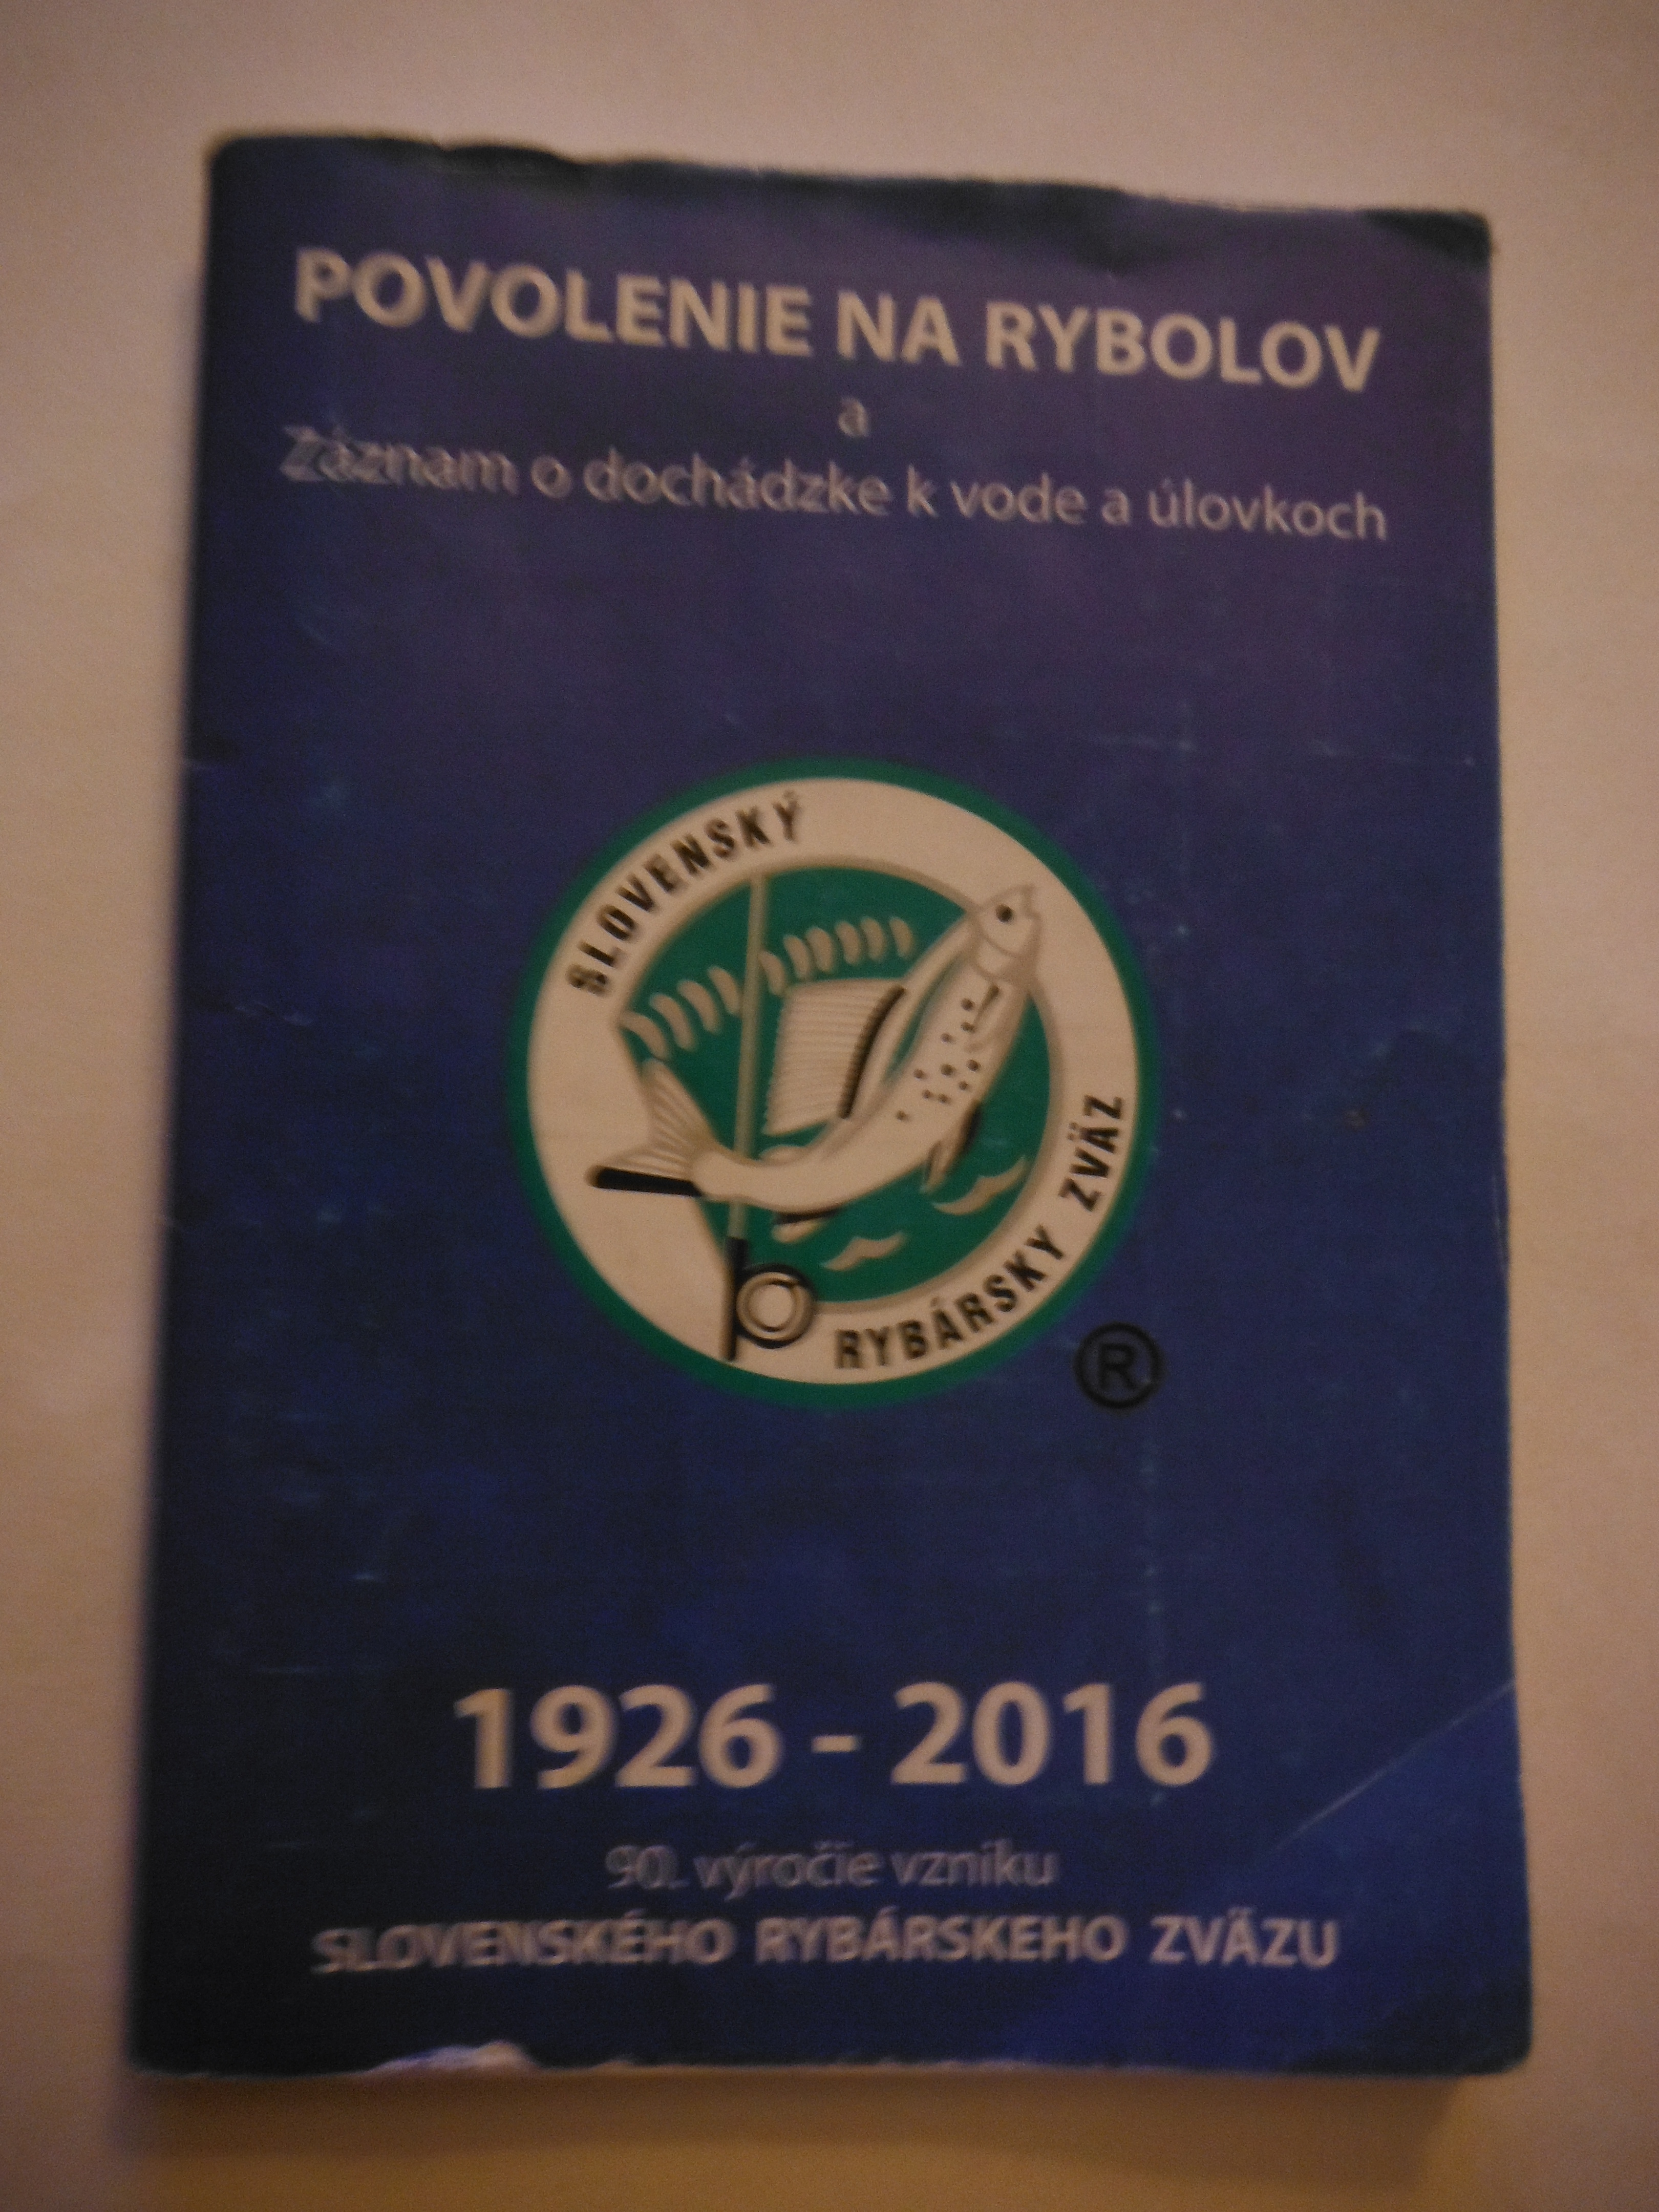 POVOLENIE NA RYBOLOV
a
Záznam o dochádzke k vode a úlovkoch
SLOVENSKÝ
RYBÁRSKY ZVÄZ
®
1926 - 2016
90. výročie vzniku
SLOVENSKÉHO RYBÁRSKEHO ZVÄZU